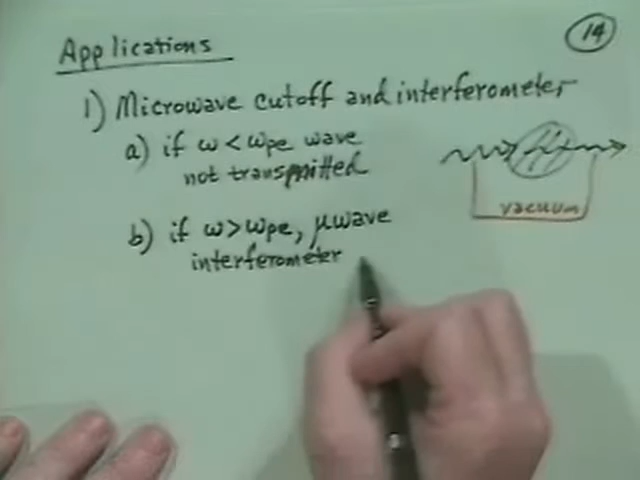 14
Applications
1) Microwave cutoff and interferometer
a) if ω < ωpe wave
not transmitted
vacuum
b) if ω > ωpe, μwave
interferometer